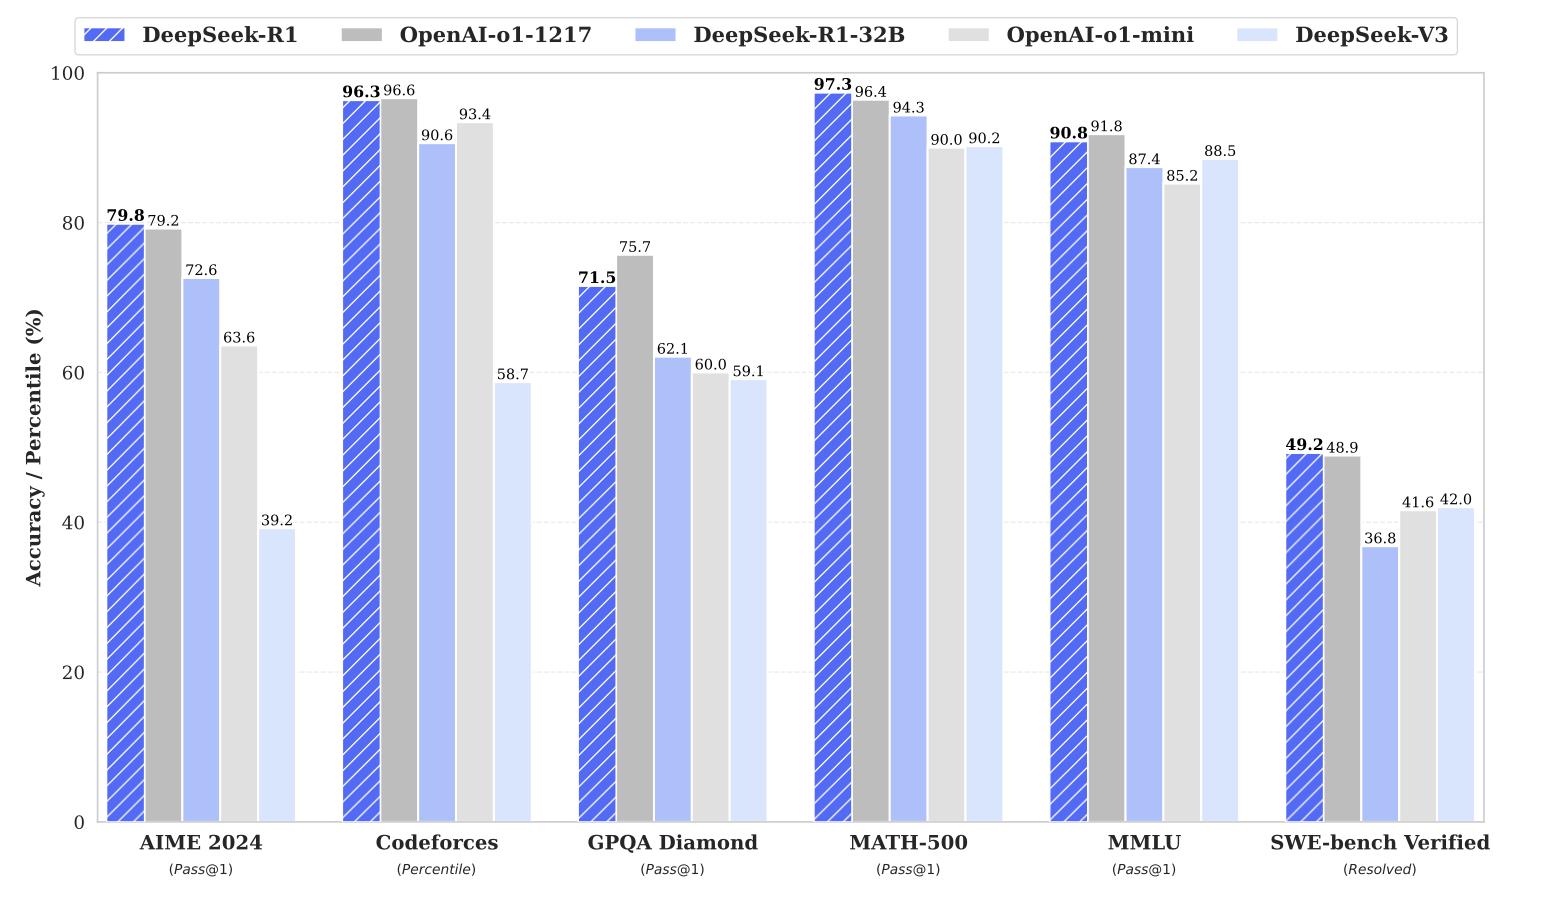 DeepSeek-R1 OpenAI-o1-1217 DeepSeek-R1-32B OpenAI-o1-mini DeepSeek-V3
Accuracy / Percentile (%)
100
80
60
40
20
0
79.8 79.2 72.6 63.6 39.2
96.3 96.6 90.6 93.4 58.7
71.5 75.7 62.1 60.0 59.1
97.3 96.4 94.3 90.0 90.2
90.8 91.8 87.4 85.2 88.5
49.2 48.9 36.8 41.6 42.0
AIME 2024 Codeforces GPQA Diamond MATH-500 MMLU SWE-bench Verified
(Pass@1) (Percentile) (Pass@1) (Pass@1) (Pass@1) (Resolved)